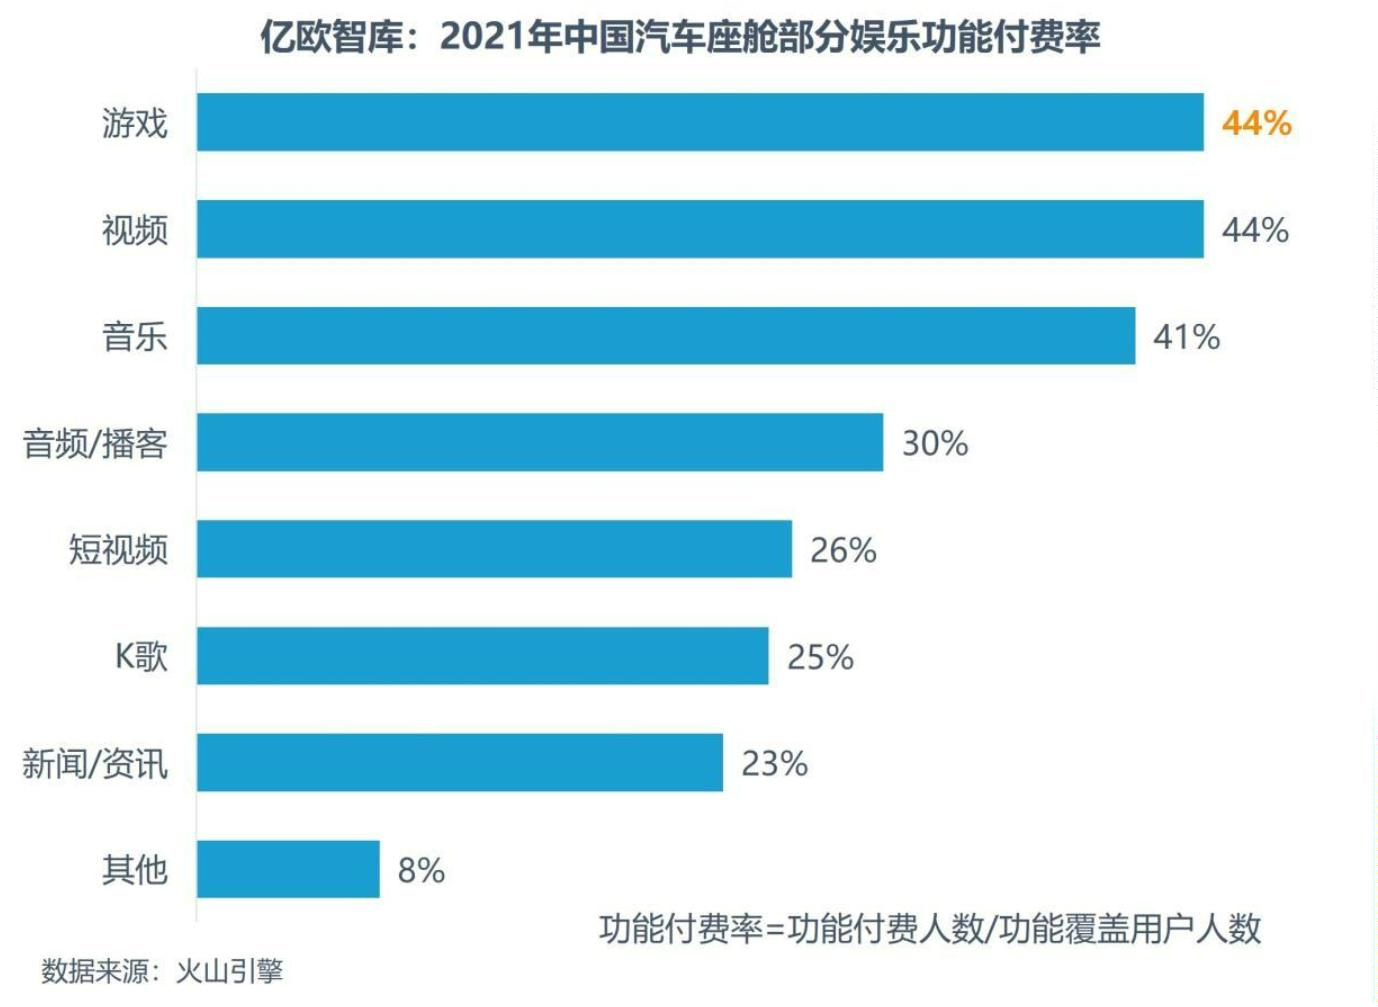 亿欧智库：2021年中国汽车座舱部分娱乐功能付费率
游戏 44%
视频 44%
音乐 41%
音频/播客 30%
短视频 26%
K歌 25%
新闻/资讯 23%
其他 8%
功能付费率=功能付费人数/功能覆盖用户人数
数据来源：火山引擎